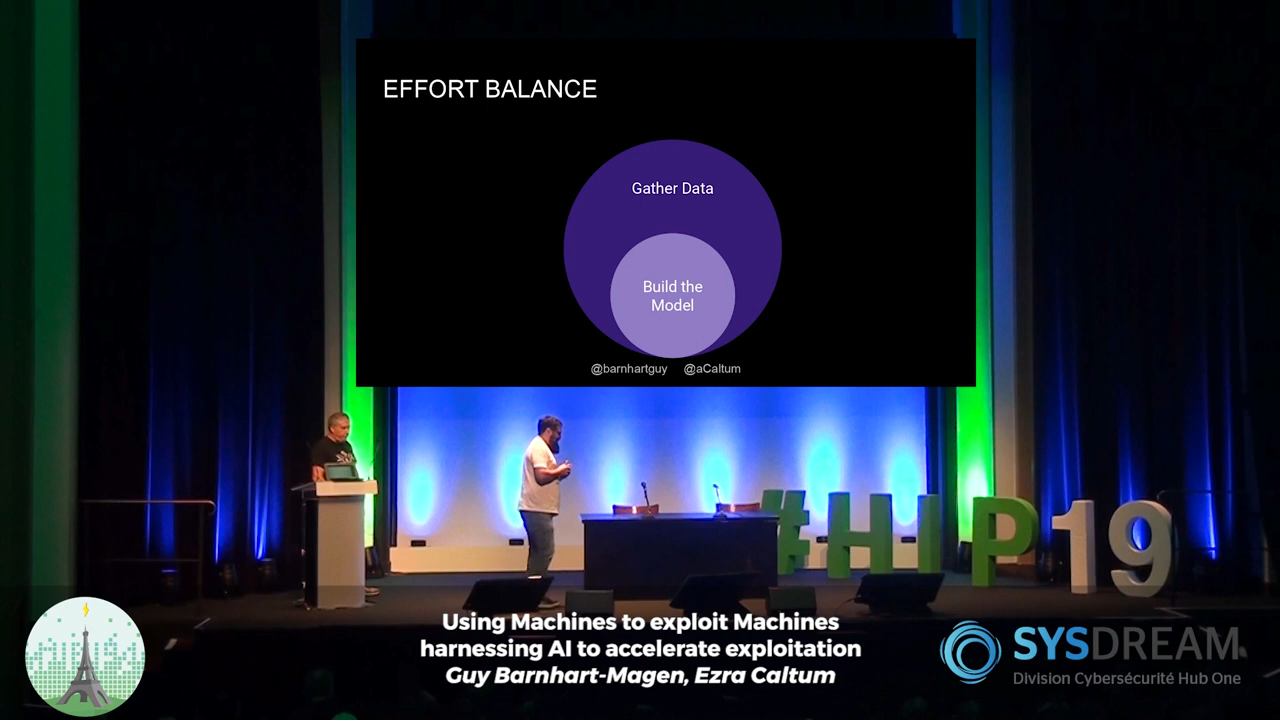 EFFORT BALANCE
Gather Data
Build the
Model
@barnhartguy @aCaltum
#HIP19
Using Machines to exploit Machines
harnessing AI to accelerate exploitation
Guy Barnhart-Magen, Ezra Caltum
SYSDREAM
Division Cybersécurité Hub One